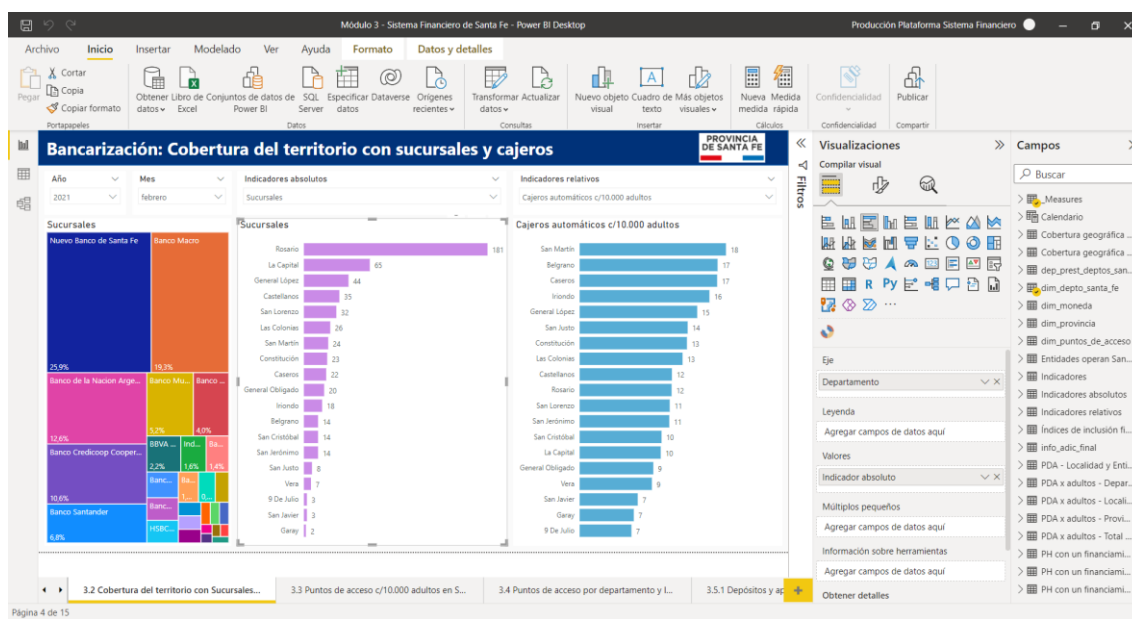 Módulo 3 - Sistema Financiero de Santa Fe - Power BI Desktop
Producción Plataforma Sistema Financiero
Archivo Inicio Insertar Modelado Ver Ayuda Formato Datos y detalles
Pegar
Cortar
Copia
Copiar formato
Portapapeles
Obtener datos
Libro de Excel
Conjuntos de datos de Power BI
SQL Server
Especificar datos
Dataverse
Orígenes recientes
Datos
Transformar datos
Actualizar
Consultas
Nuevo objeto visual
Cuadro de texto
Más objetos visuales
Insertar
Nueva medida
Medida rápida
Cálculos
Confidencialidad
Confidencialidad
Publicar
Compartir
Bancarización: Cobertura del territorio con sucursales y cajeros
PROVINCIA
DE SANTA FE
Año
2021
Mes
febrero
Indicadores absolutos
Sucursales
Indicadores relativos
Cajeros automáticos c/10.000 adultos
Sucursales
Nuevo Banco de Santa Fe
25,9%
Banco Macro
19,3%
Banco de la Nacion Arge...
12,6%
Banco Mu...
5,2%
Banco ...
4,0%
Banco Credicoop Cooper...
10,6%
BBVA ...
2,2%
Ind...
1,6%
Ba...
1,4%
Banc...
Ba...
1...
0...
Banco Santander
6,8%
Banc...
HSBC...
Sucursales
Rosario 181
La Capital 65
General López 44
Castellanos 35
San Lorenzo 32
Las Colonias 26
San Martín 24
Constitución 23
Caseros 22
General Obligado 20
Iriondo 18
Belgrano 14
San Cristóbal 14
San Jerónimo 14
San Justo 8
Vera 7
9 De Julio 3
San Javier 3
Garay 2
Cajeros automáticos c/10.000 adultos
San Martín 18
Belgrano 17
Caseros 17
Iriondo 16
General López 15
San Justo 14
Constitución 13
Las Colonias 13
Castellanos 12
Rosario 12
San Lorenzo 11
San Jerónimo 11
San Cristóbal 10
La Capital 10
General Obligado 9
Vera 9
San Javier 7
Garay 7
9 De Julio 7
Filtros
Visualizaciones
Compilar visual
R Py
Eje
Departamento
Leyenda
Agregar campos de datos aquí
Valores
Indicador absoluto
Múltiplos pequeños
Agregar campos de datos aquí
Información sobre herramientas
Agregar campos de datos aquí
Obtener detalles
Campos
Buscar
_Measures
Calendario
Cobertura geográfica ...
Cobertura geográfica ...
dep_prest_deptos_san...
dim_depto_santa_fe
dim_moneda
dim_provincia
dim_puntos_de_acceso
Entidades operan San...
Indicadores
Indicadores absolutos
Indicadores relativos
Índices de inclusión fi...
info_adic_final
PDA - Localidad y Enti...
PDA x adultos - Depar...
PDA x adultos - Locali...
PDA x adultos - Provi...
PDA x adultos - Total ...
PH con un financiami...
PH con un financiami...
PH con un financiami...
3.2 Cobertura del territorio con Sucursales...
3.3 Puntos de acceso c/10.000 adultos en S...
3.4 Puntos de acceso por departamento y l...
3.5.1 Depósitos y ap
Página 4 de 15